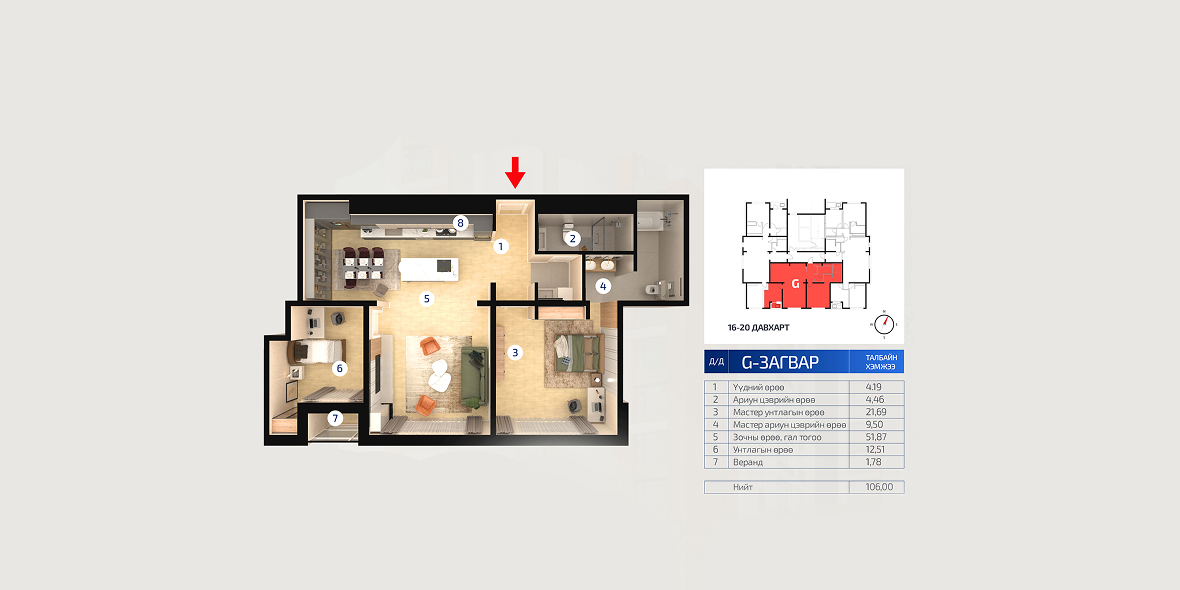 8
1
2
4
5
3
6
7
G
16-20 ДАВХАРТ
Д/Д G-ЗАГВАР ТАЛБАЙН
ХЭМЖЭЭ
1 Үүдний өрөө 4.19
2 Ариун цэврийн өрөө 4,46
3 Мастер унтлагын өрөө 21,69
4 Мастер ариун цэврийн өрөө 9,50
5 Зочны өрөө, гал тогоо 51,87
6 Унтлагын өрөө 12,51
7 Веранд 1,78
Нийт 106,00